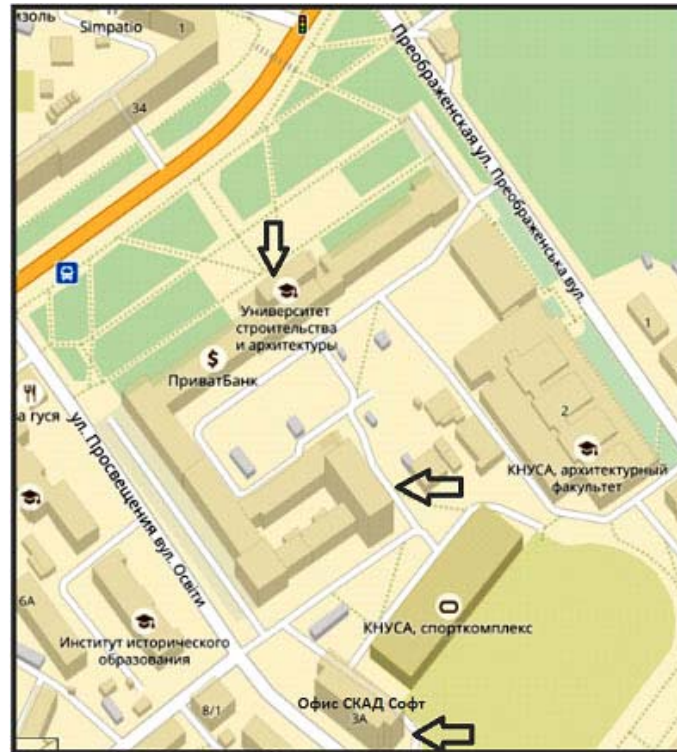 Simpatio
1
34
Преображенская ул. Преображенська вул.
Университет
строительства
и архитектуры
$
ПриватБанк
а гуся
ул. Просвещения вул. Освіти
1
2
КНУСА, архитектурный
факультет
6А
Институт исторического
образования
КНУСА, спорткомплекс
8/1
Офис СКАД Софт
3А